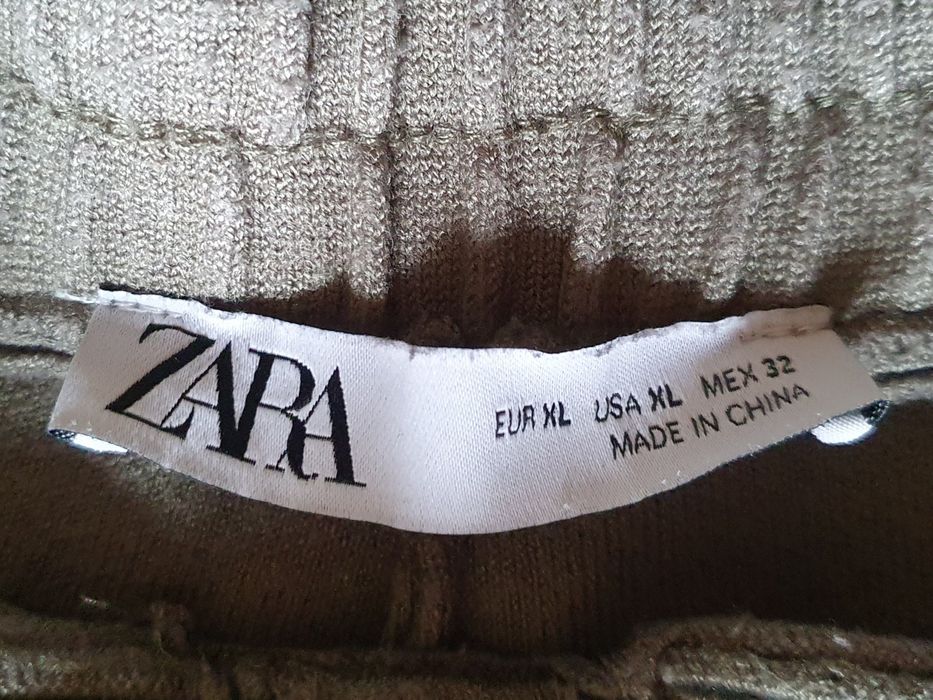 ZARA
EUR XL USA XL MEX 32
MADE IN CHINA